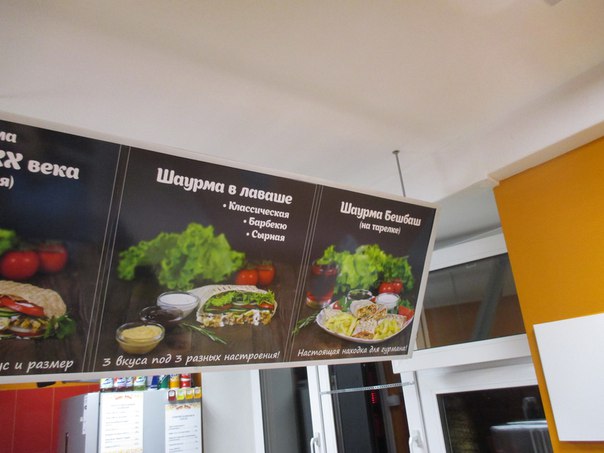 XX века
Шаурма в лаваше
• Классическая
• Барбекю
• Сырная
3 вкуса под 3 разных настроения!
Шаурма Бешбаш
(на тарелке)
Настоящая находка для гурмана!
и размер